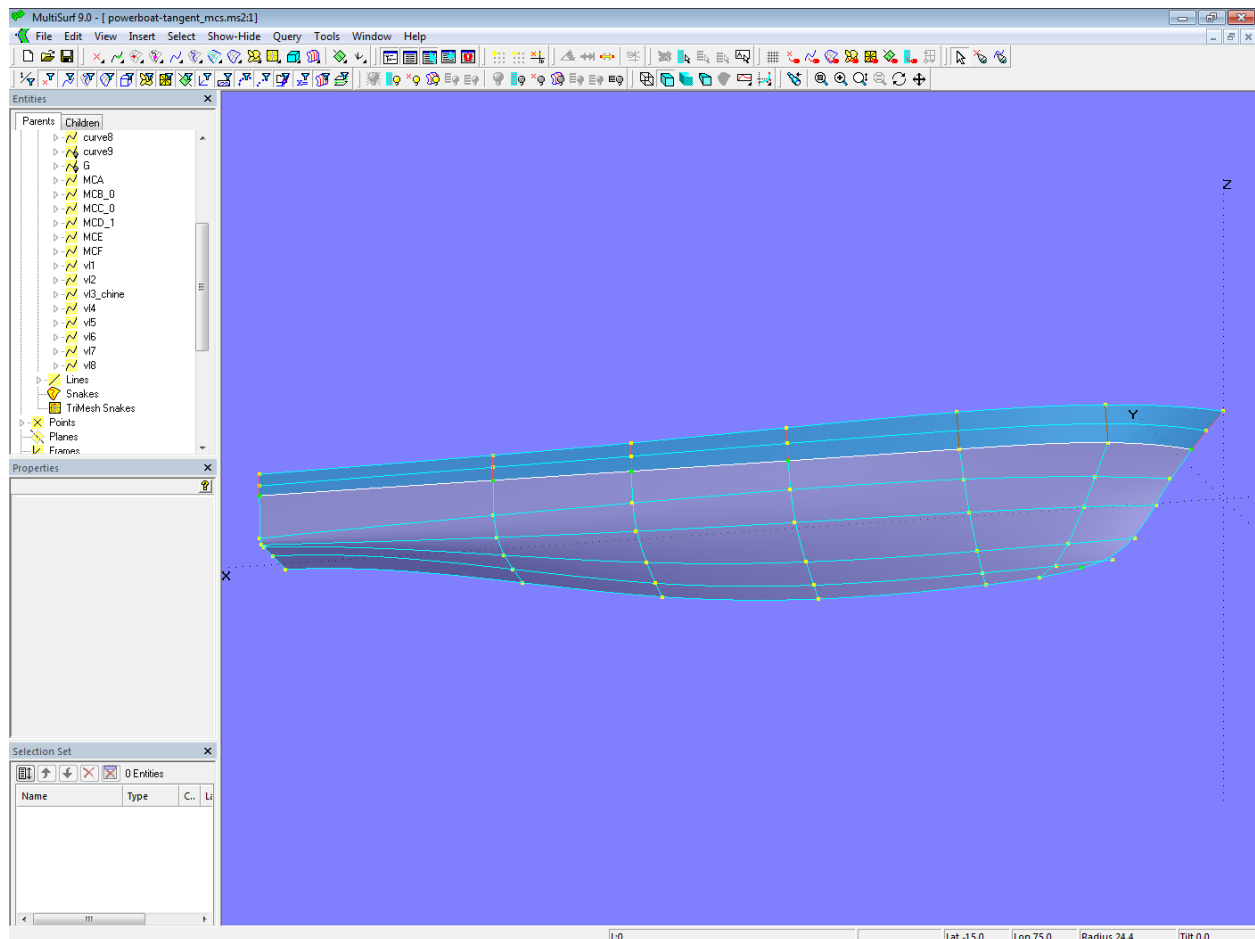 MultiSurf 9.0 - [ powerboat-tangent_mcs.ms2:1]
File Edit View Insert Select Show-Hide Query Tools Window Help
Entities
Parents Children
curve8
curve9
G
MCA
MCB_0
MCC_0
MCD_1
MCE
MCF
vl1
vl2
vl3_chine
vl4
vl5
vl6
vl7
vl8
Lines
Snakes
TriMesh Snakes
Points
Planes
Frames
Z
Y
X
Properties
Selection Set
0 Entities
Name Type C.. La
L:0 Lat -15.0 Lon 75.0 Radius 24.4 Tilt 0.0